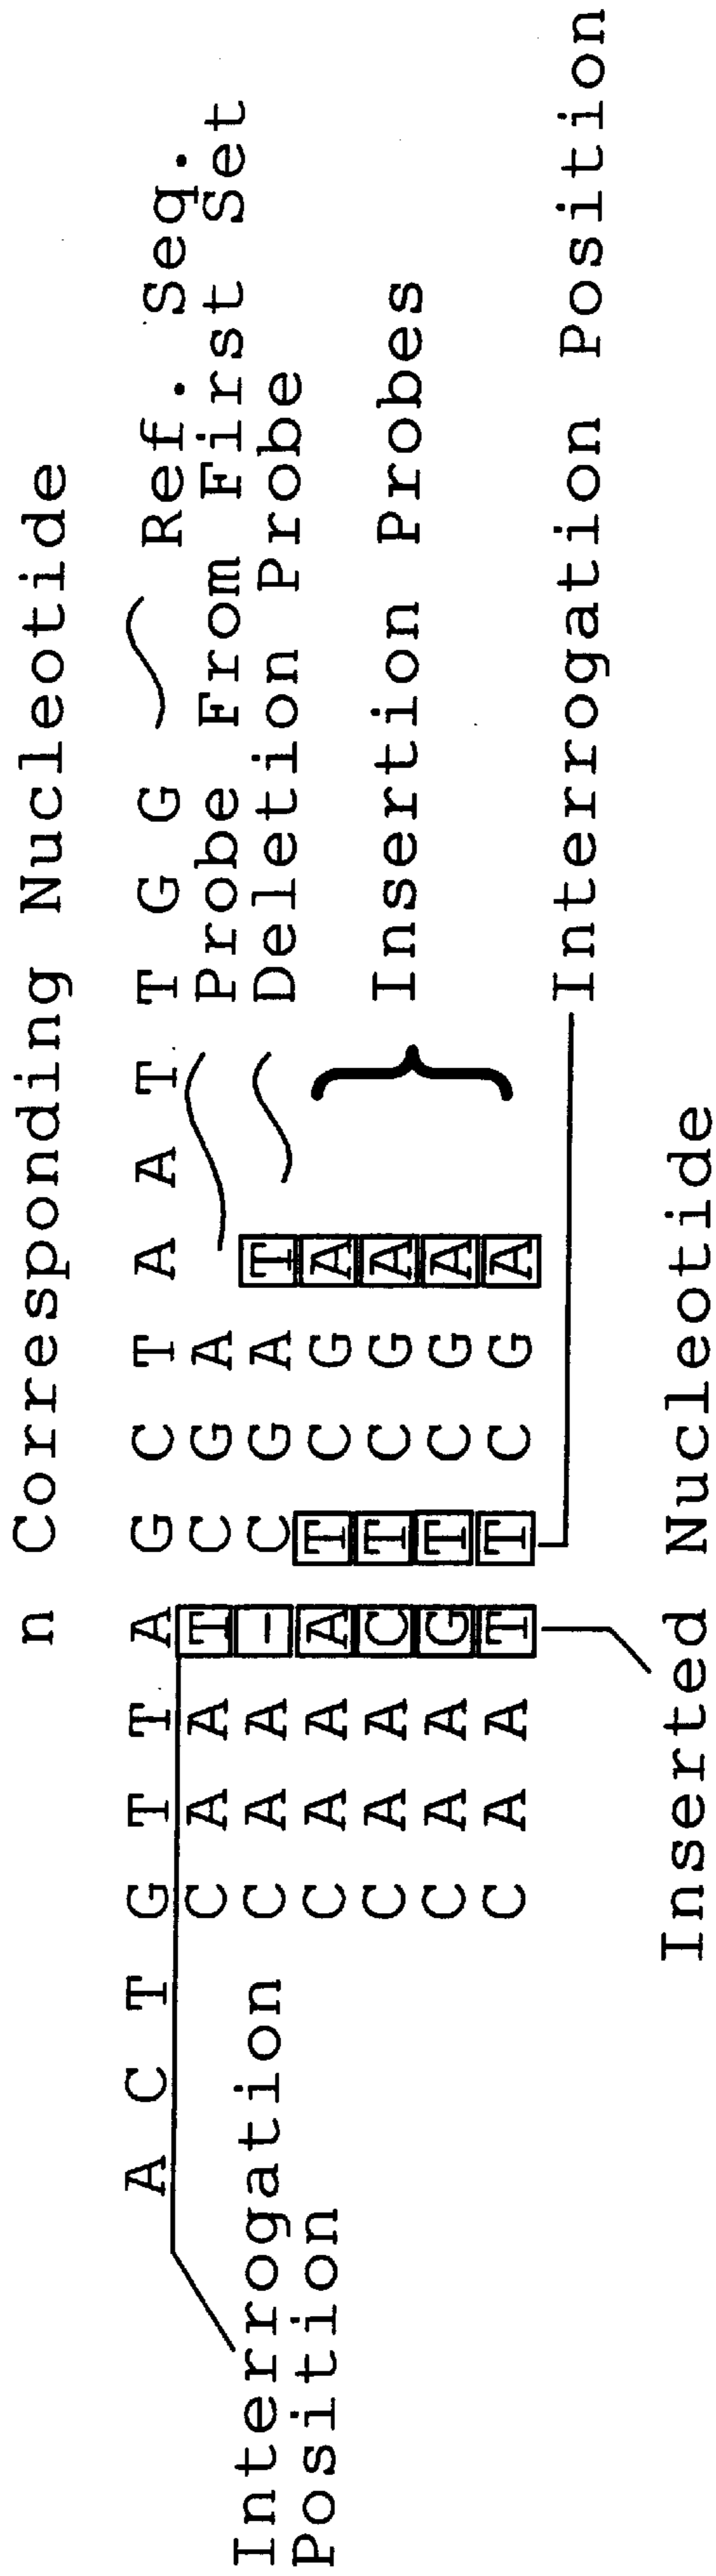 n Corresponding Nucleotide
A C T G T T A G C T A A T T G G Ref. Seq.
C A A T C G A Probe From First Set
Interrogation Position
C A A - C G A T Deletion Probe
C A A A T C G A
C A A C T C G A
Insertion Probes
C A A G T C G A
C A A T T C G A
Interrogation Position
Inserted Nucleotide